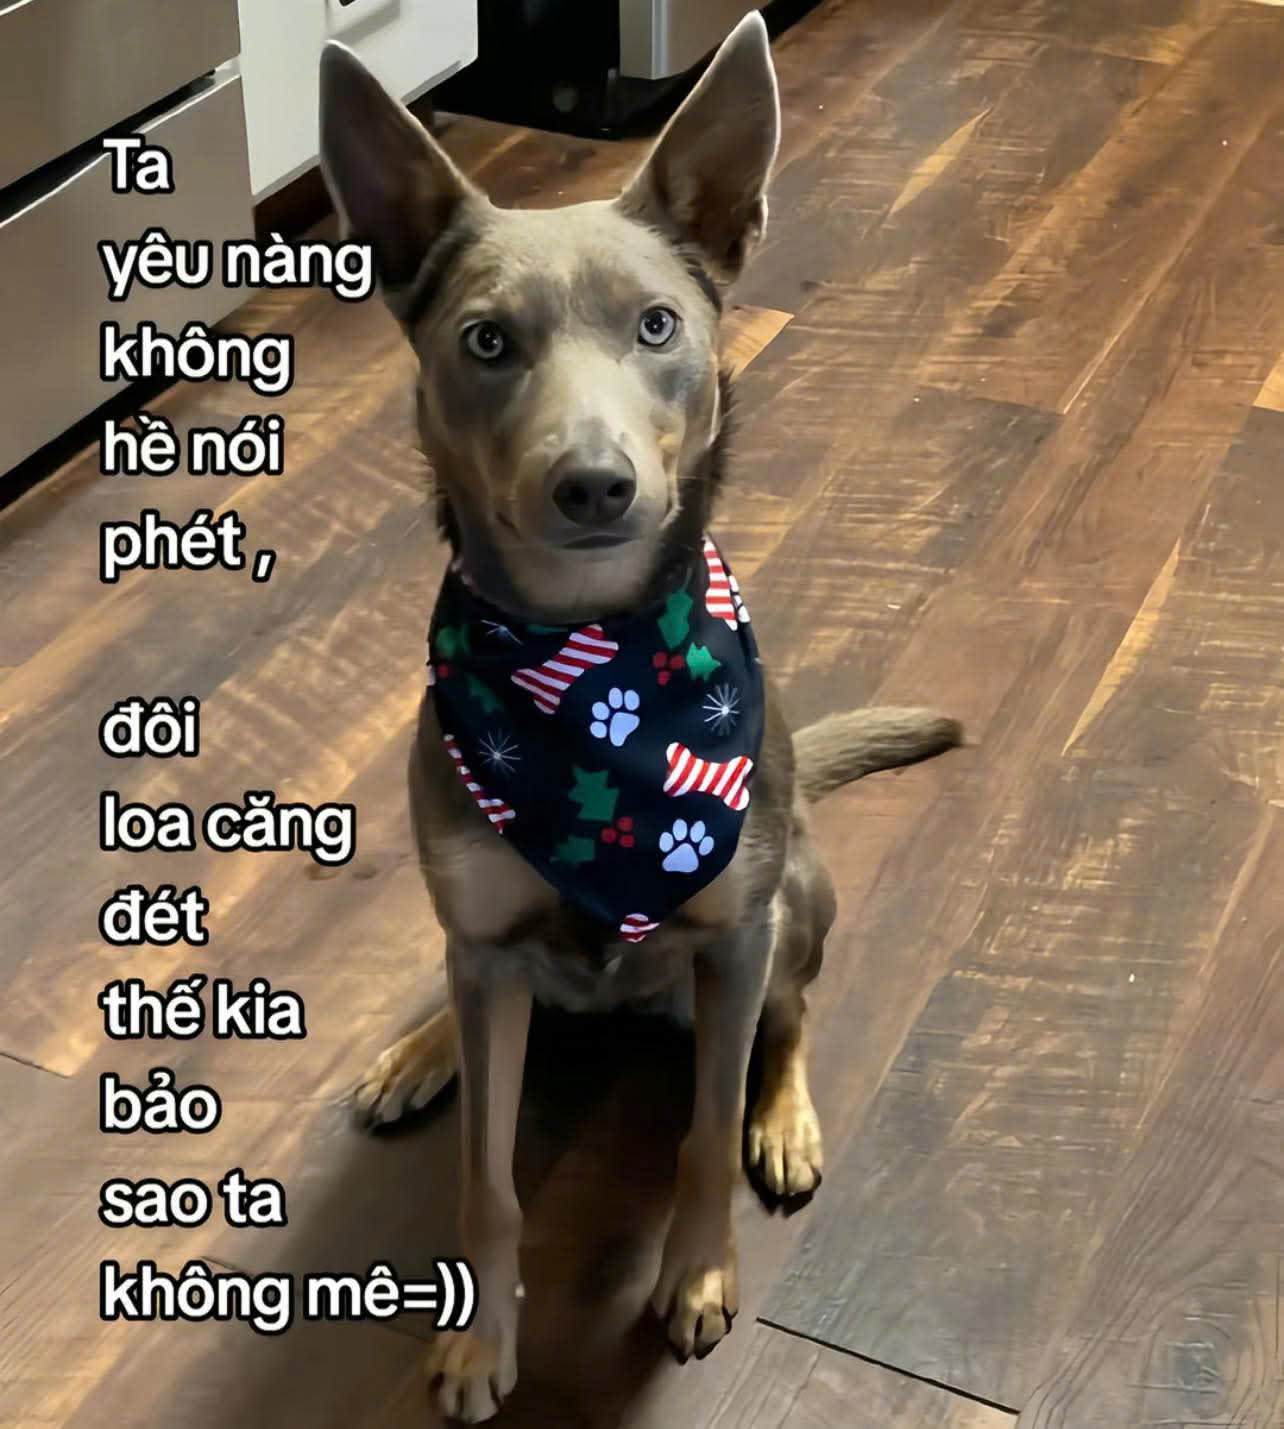 Ta
yêu nàng
không
hề nói
phét ,
đôi
loa căng
đét
thế kia
bảo
sao ta
không mê=))